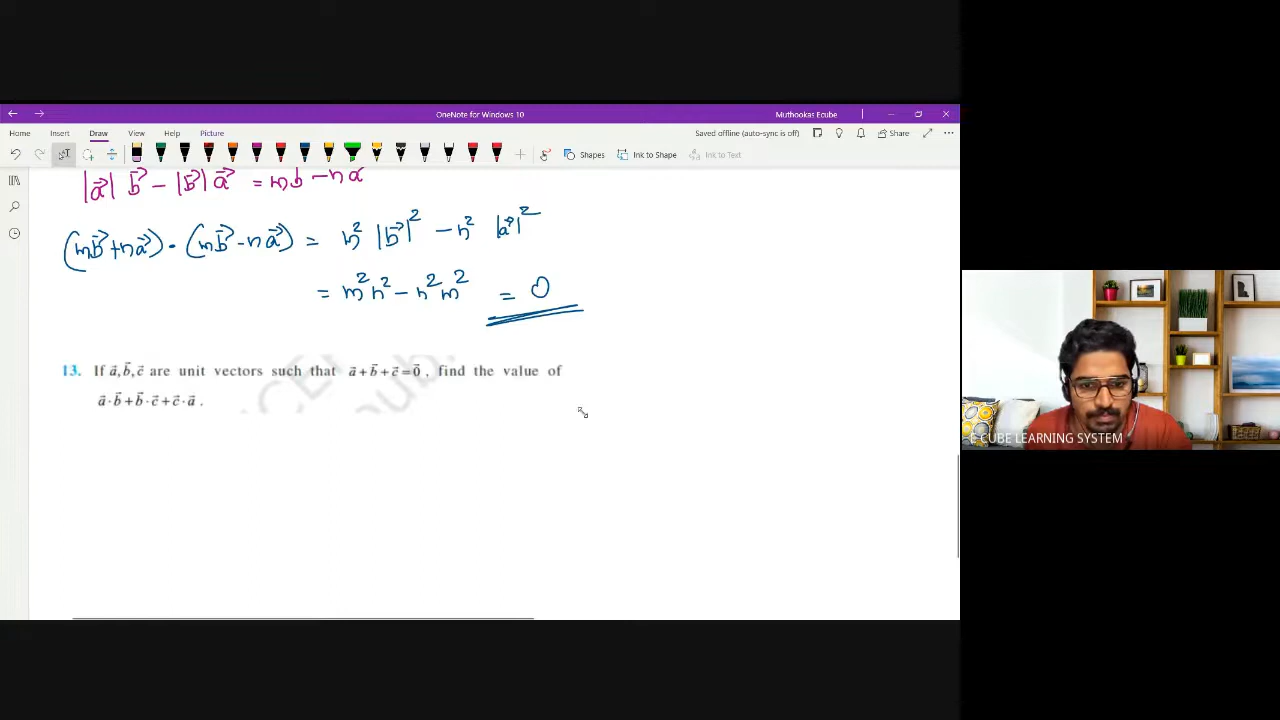 OneNote for Windows 10
Muthookas Ecube
Home Insert Draw View Help Picture
Saved offline (auto-sync is off)
Share
Shapes Ink to Shape Ink to Text
|a⃗| b⃗ − |b⃗| a⃗ = mb − na
(mb⃗+na⃗)·(mb⃗−na⃗) = m² |b⃗|² − n² |a⃗|²
= m²n² − n²m² = 0
13. If a⃗, b⃗, c⃗ are unit vectors such that a⃗+b⃗+c⃗=0⃗, find the value of
a⃗·b⃗+b⃗·c⃗+c⃗·a⃗.
E CUBE LEARNING SYSTEM